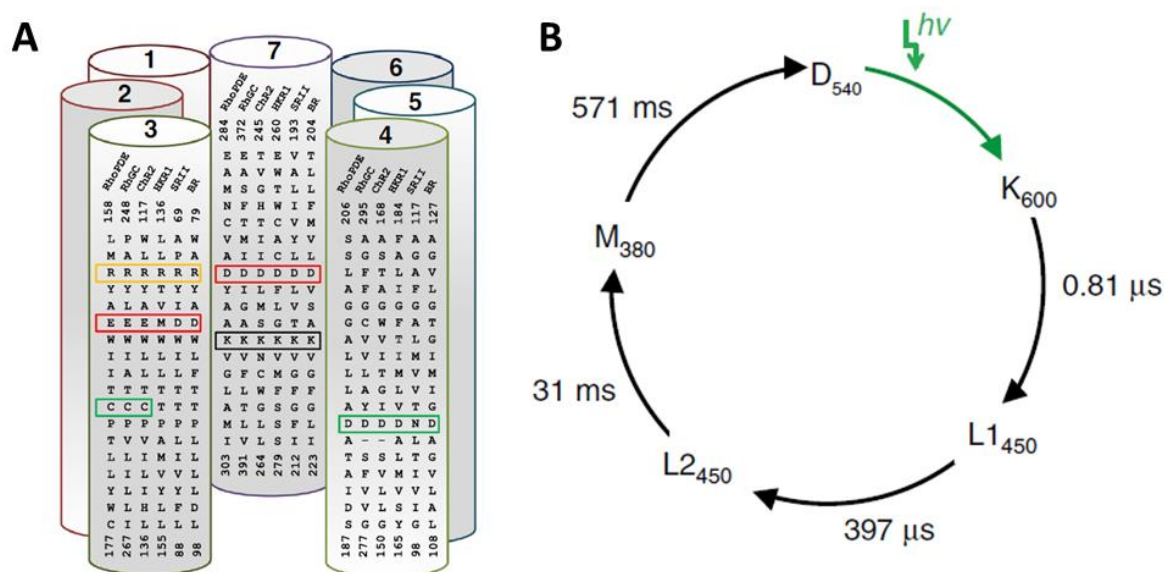 A
1
2
3
7
6
5
4
RhoPDE RhGC ChR2 HKR1 SRII BR
158 248 117 136 69 79
L P W L A W
M A L L P A
R R R R R R
Y Y Y T Y Y
A L A V I A
E E E M D D
W W W W W W
I I L I L I
I A L L L F
T T T T T T
C C C T T T
P P P P P P
T V V A L L
L I I M I L
L I L V V L
Y L I Y Y D
W L H L F D
C I L L L L
177 267 136 155 88 98
RhoPDE RhGC ChR2 HKR1 SRII BR
284 372 245 260 193 204
E E T E V T
A A V W A L
M S G T L L
N F H W I F
C T T C V M
V M I A Y V
A I I C L L
D D D D D D
Y I L F L V
A G M L V S
A A S G T A
K K K K K K
V V N V V V
G F C M G G
L L W F F F
A T G S G G
M L L S F L
I V L S I I
303 391 264 279 212 223
RhoPDE RhGC ChR2 HKR1 SRII BR
206 295 168 184 117 127
S A A F A A
G S S A G G
L F T L A V
A F A I F L
G G G G G G
G C W F A T
A V V T L G
L V I I M I
L L T M V M
L A G L V I
A Y I V T G
D D D D N D
A - - A L A
T S S L T G
A F V M I V
I V L V V L
D V L S I A
S G G Y G L
187 277 150 165 98 108
B
hν
D540
K600
0.81 μs
L1450
397 μs
L2450
31 ms
M380
571 ms